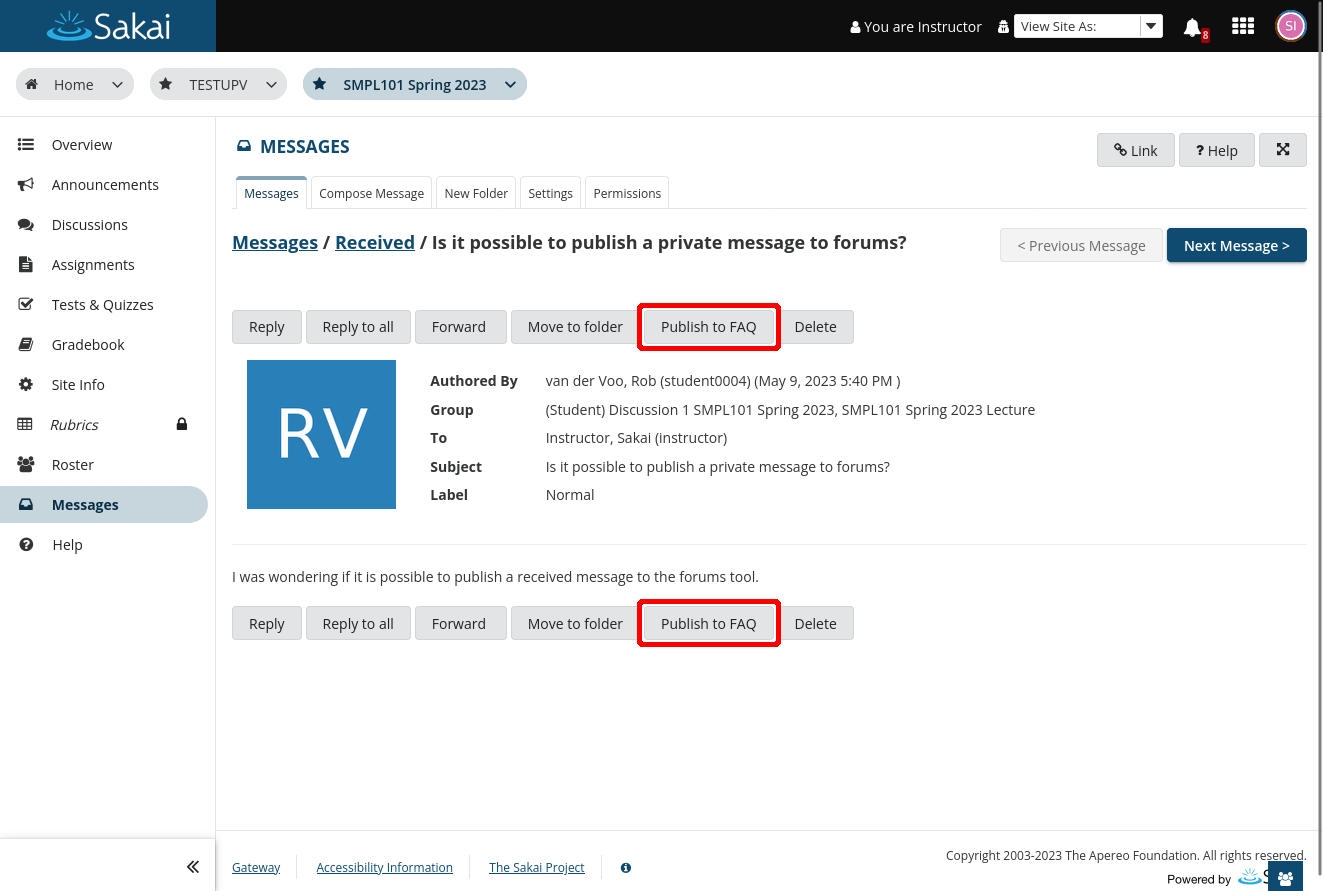 Sakai
You are Instructor
View Site As:
8
SI
Home
TESTUPV
SMPL101 Spring 2023
Overview
Announcements
Discussions
Assignments
Tests & Quizzes
Gradebook
Site Info
Rubrics
Roster
Messages
Help
MESSAGES
Link
? Help
Messages
Compose Message
New Folder
Settings
Permissions
Messages / Received / Is it possible to publish a private message to forums?
< Previous Message
Next Message >
Reply
Reply to all
Forward
Move to folder
Publish to FAQ
Delete
RV
Authored By van der Voo, Rob (student0004) (May 9, 2023 5:40 PM )
Group (Student) Discussion 1 SMPL101 Spring 2023, SMPL101 Spring 2023 Lecture
To Instructor, Sakai (instructor)
Subject Is it possible to publish a private message to forums?
Label Normal
I was wondering if it is possible to publish a received message to the forums tool.
Reply
Reply to all
Forward
Move to folder
Publish to FAQ
Delete
Gateway
Accessibility Information
The Sakai Project
Copyright 2003-2023 The Apereo Foundation. All rights reserved.
Powered by